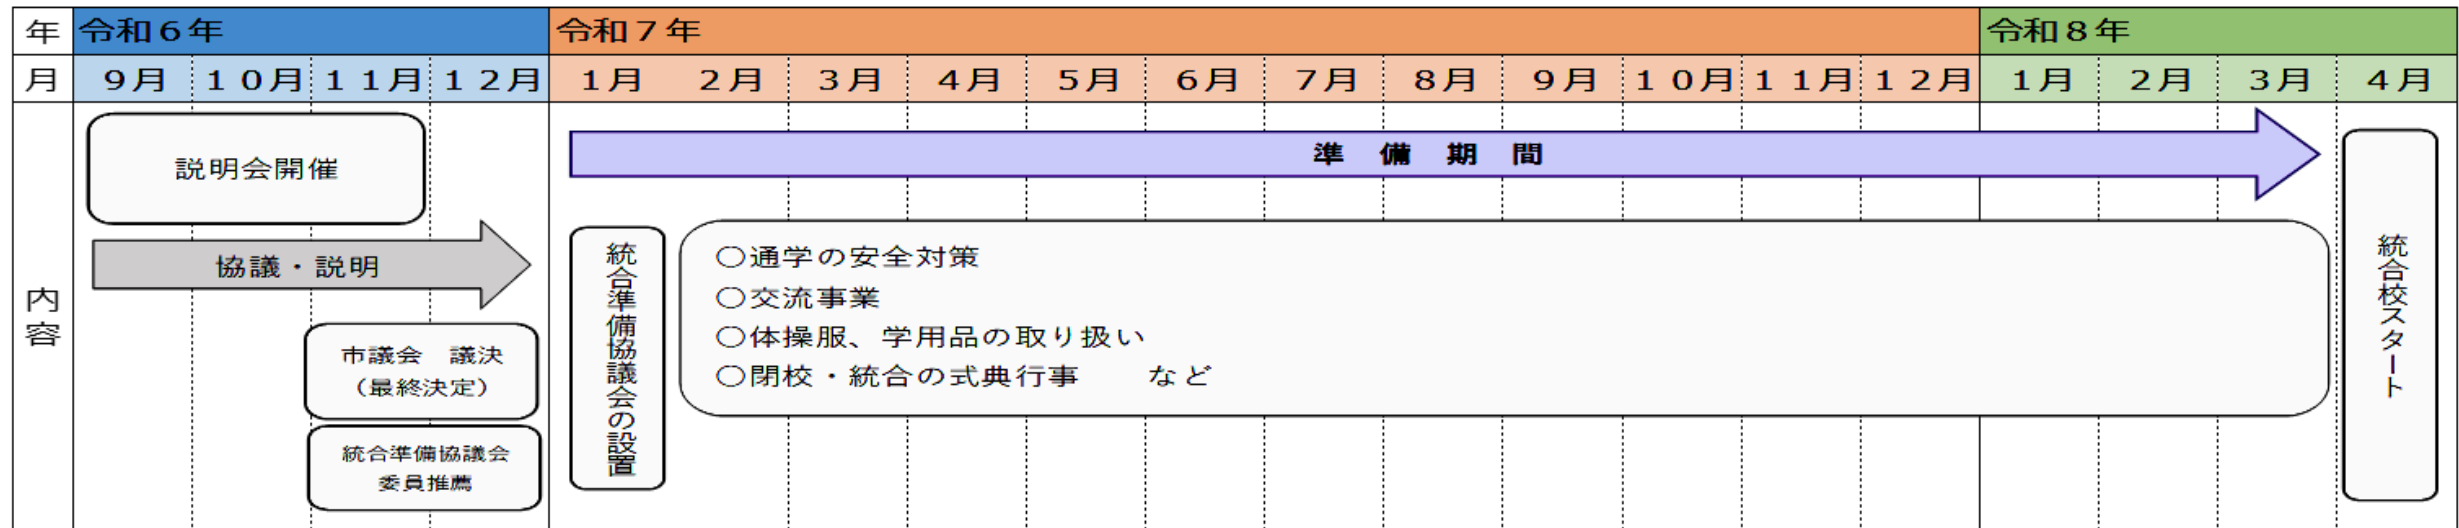 年 令和６年 令和７年 令和８年
月 ９月 １０月 １１月 １２月 １月 ２月 ３月 ４月 ５月 ６月 ７月 ８月 ９月 １０月 １１月 １２月 １月 ２月 ３月 ４月
内容
説明会開催
協議・説明
市議会　議決
（最終決定）
統合準備協議会
委員推薦
準 備 期 間
統合準備協議会の設置
○通学の安全対策
○交流事業
○体操服、学用品の取り扱い
○閉校・統合の式典行事　　など
統合校スタート